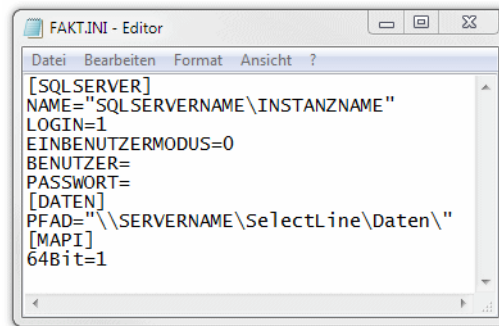 FAKT.INI - Editor
Datei Bearbeiten Format Ansicht ?
[SQLSERVER]
NAME="SQLSERVERNAME\INSTANZNAME"
LOGIN=1
EINBENUTZERMODUS=0
BENUTZER=
PASSWORT=
[DATEN]
PFAD="\\SERVERNAME\SelectLine\Daten\"
[MAPI]
64Bit=1